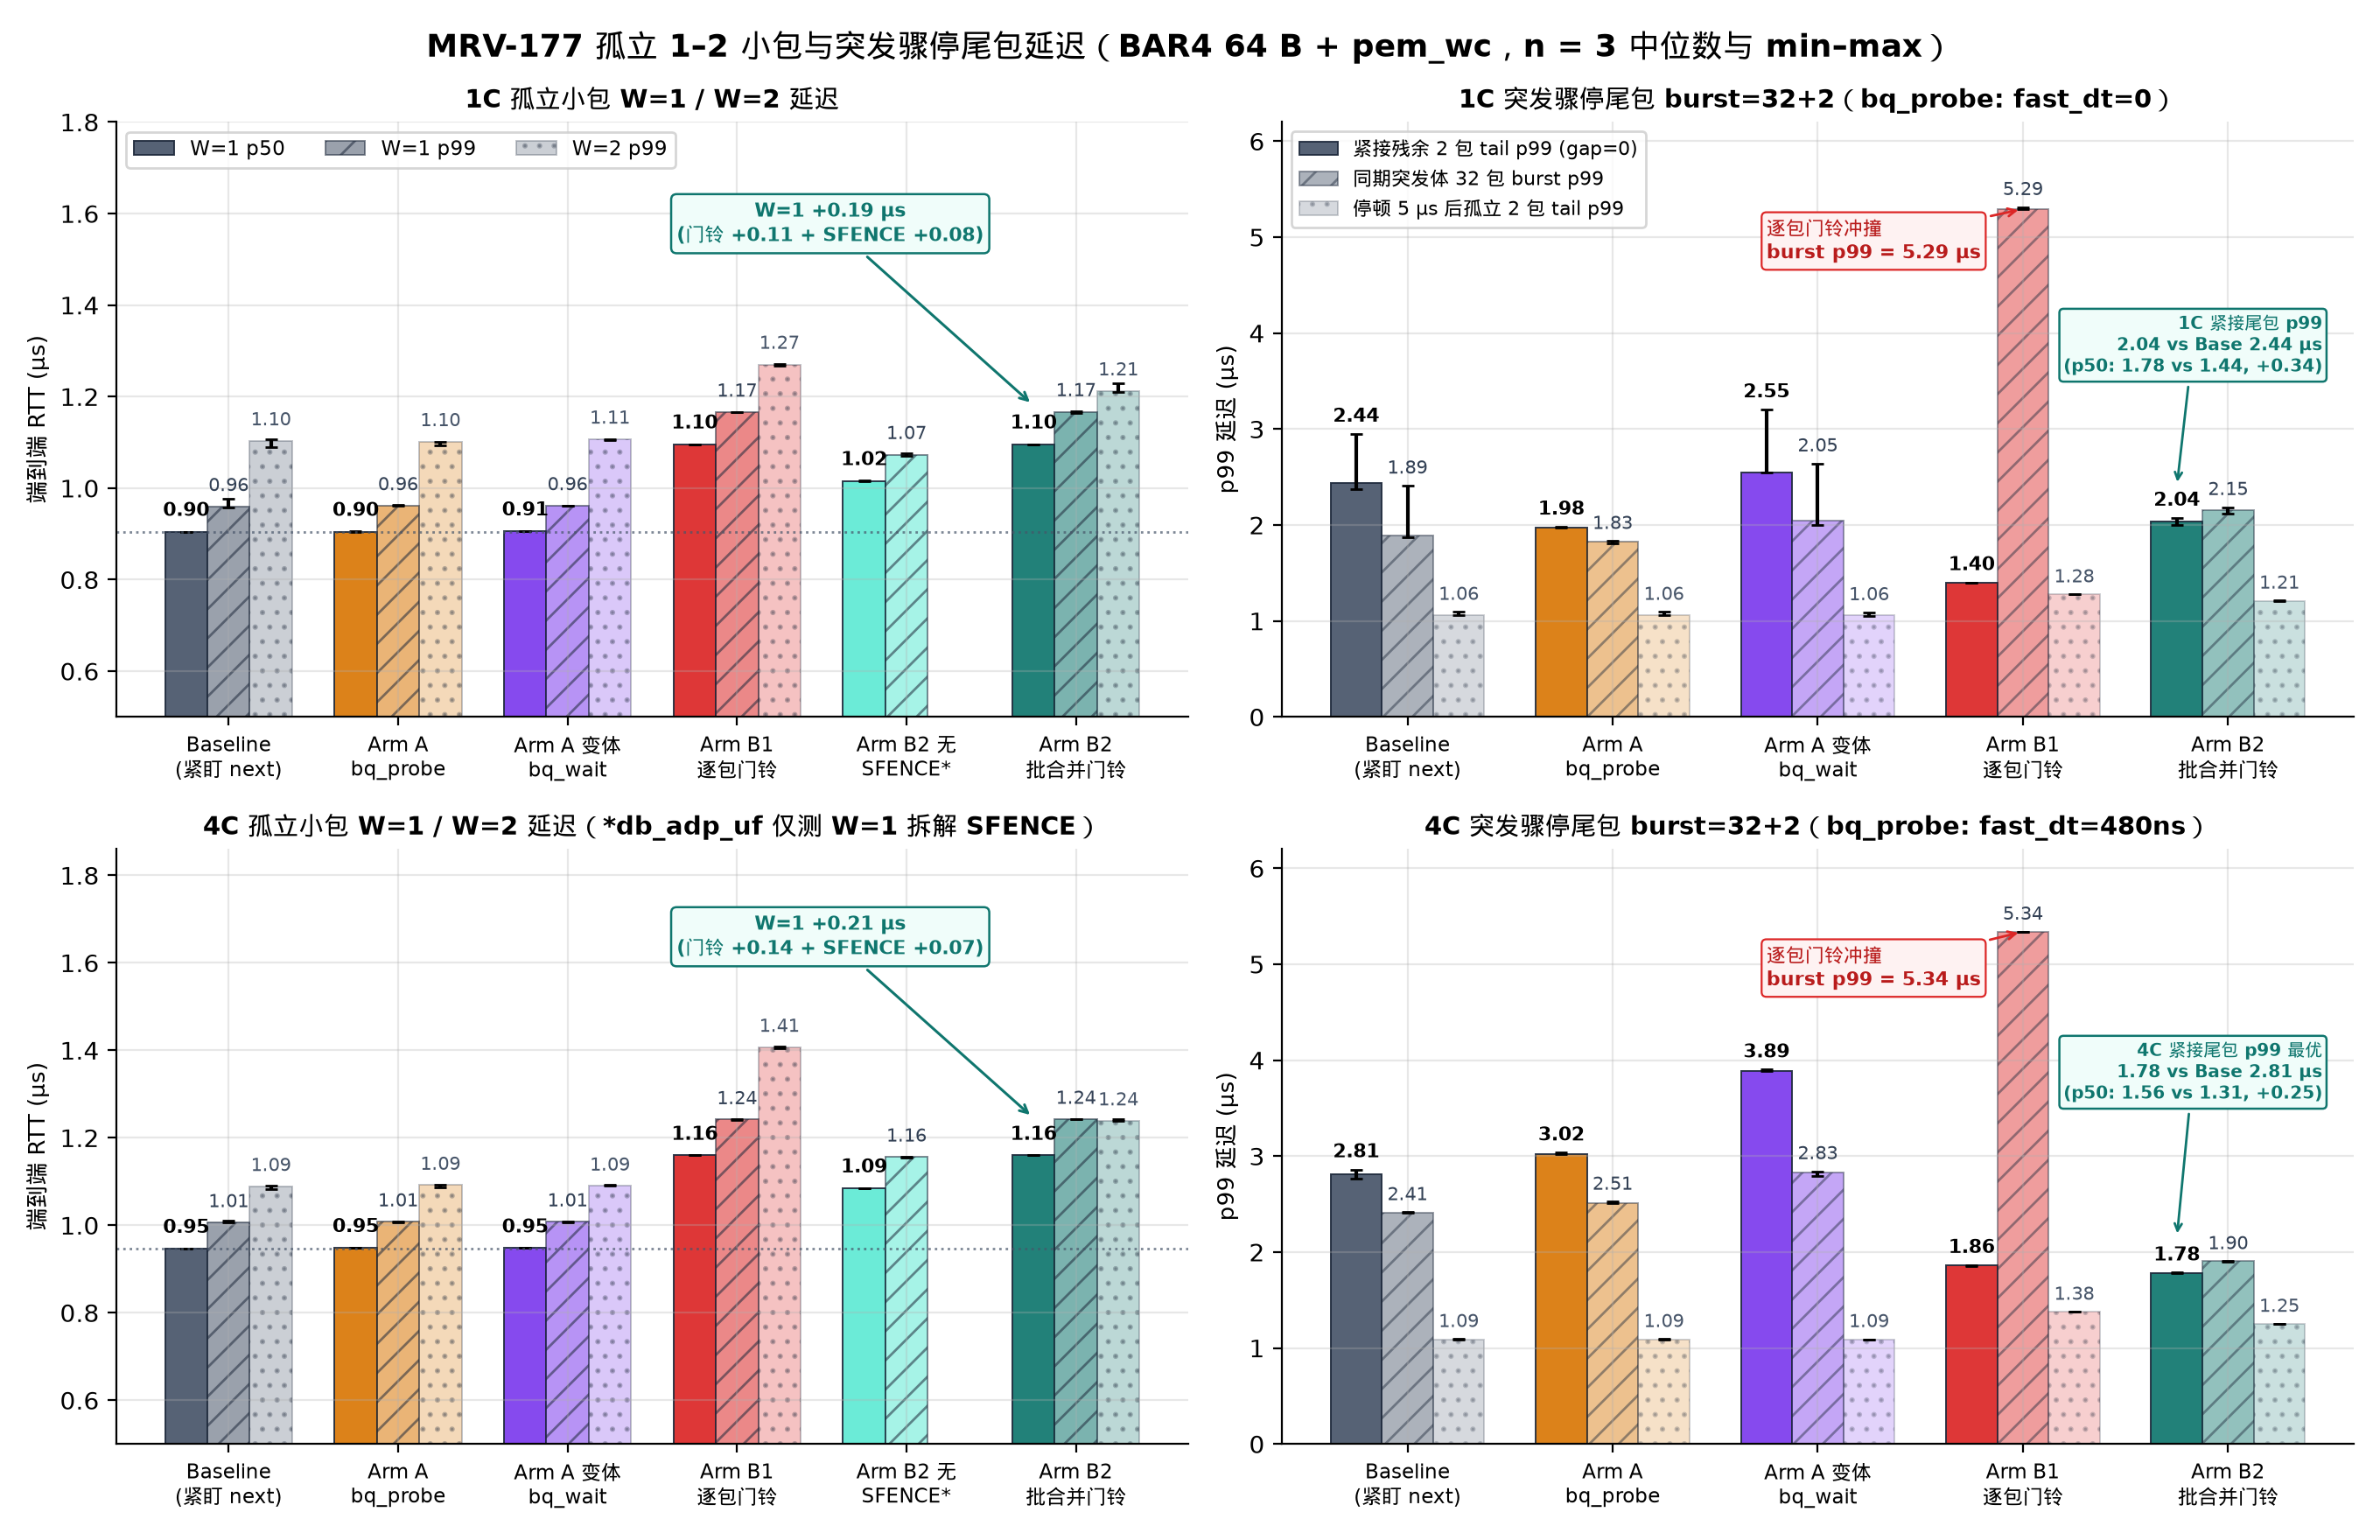 MRV-177 孤立 1–2 小包与突发骤停尾包延迟（BAR4 64 B + pem_wc，n = 3 中位数与 min–max）
1C 孤立小包 W=1 / W=2 延迟
端到端 RTT (μs)
1.8
1.6
1.4
1.2
1.0
0.8
0.6
W=1 p50
W=1 p99
W=2 p99
W=1 +0.19 μs
(门铃 +0.11 + SFENCE +0.08)
0.90
0.96
1.10
0.90
0.96
1.10
0.91
0.96
1.11
1.10
1.17
1.27
1.02
1.07
1.10
1.17
1.21
Baseline
(紧盯 next)
Arm A
bq_probe
Arm A 变体
bq_wait
Arm B1
逐包门铃
Arm B2 无
SFENCE*
Arm B2
批合并门铃
1C 突发骤停尾包 burst=32+2（bq_probe: fast_dt=0）
p99 延迟 (μs)
6
5
4
3
2
1
0
紧接残余 2 包 tail p99 (gap=0)
同期突发体 32 包 burst p99
停顿 5 μs 后孤立 2 包 tail p99
逐包门铃冲撞
burst p99 = 5.29 μs
1C 紧接尾包 p99
2.04 vs Base 2.44 μs
(p50: 1.78 vs 1.44, +0.34)
2.44
1.89
1.06
1.98
1.83
1.06
2.55
2.05
1.06
1.40
5.29
1.28
2.04
2.15
1.21
Baseline
(紧盯 next)
Arm A
bq_probe
Arm A 变体
bq_wait
Arm B1
逐包门铃
Arm B2
批合并门铃
4C 孤立小包 W=1 / W=2 延迟（*db_adp_uf 仅测 W=1 拆解 SFENCE）
端到端 RTT (μs)
1.8
1.6
1.4
1.2
1.0
0.8
0.6
W=1 +0.21 μs
(门铃 +0.14 + SFENCE +0.07)
0.95
1.01
1.09
0.95
1.01
1.09
0.95
1.01
1.09
1.16
1.24
1.41
1.09
1.16
1.16
1.24
1.24
Baseline
(紧盯 next)
Arm A
bq_probe
Arm A 变体
bq_wait
Arm B1
逐包门铃
Arm B2 无
SFENCE*
Arm B2
批合并门铃
4C 突发骤停尾包 burst=32+2（bq_probe: fast_dt=480ns）
p99 延迟 (μs)
6
5
4
3
2
1
0
逐包门铃冲撞
burst p99 = 5.34 μs
4C 紧接尾包 p99 最优
1.78 vs Base 2.81 μs
(p50: 1.56 vs 1.31, +0.25)
2.81
2.41
1.09
3.02
2.51
1.09
3.89
2.83
1.09
1.86
5.34
1.38
1.78
1.90
1.25
Baseline
(紧盯 next)
Arm A
bq_probe
Arm A 变体
bq_wait
Arm B1
逐包门铃
Arm B2
批合并门铃